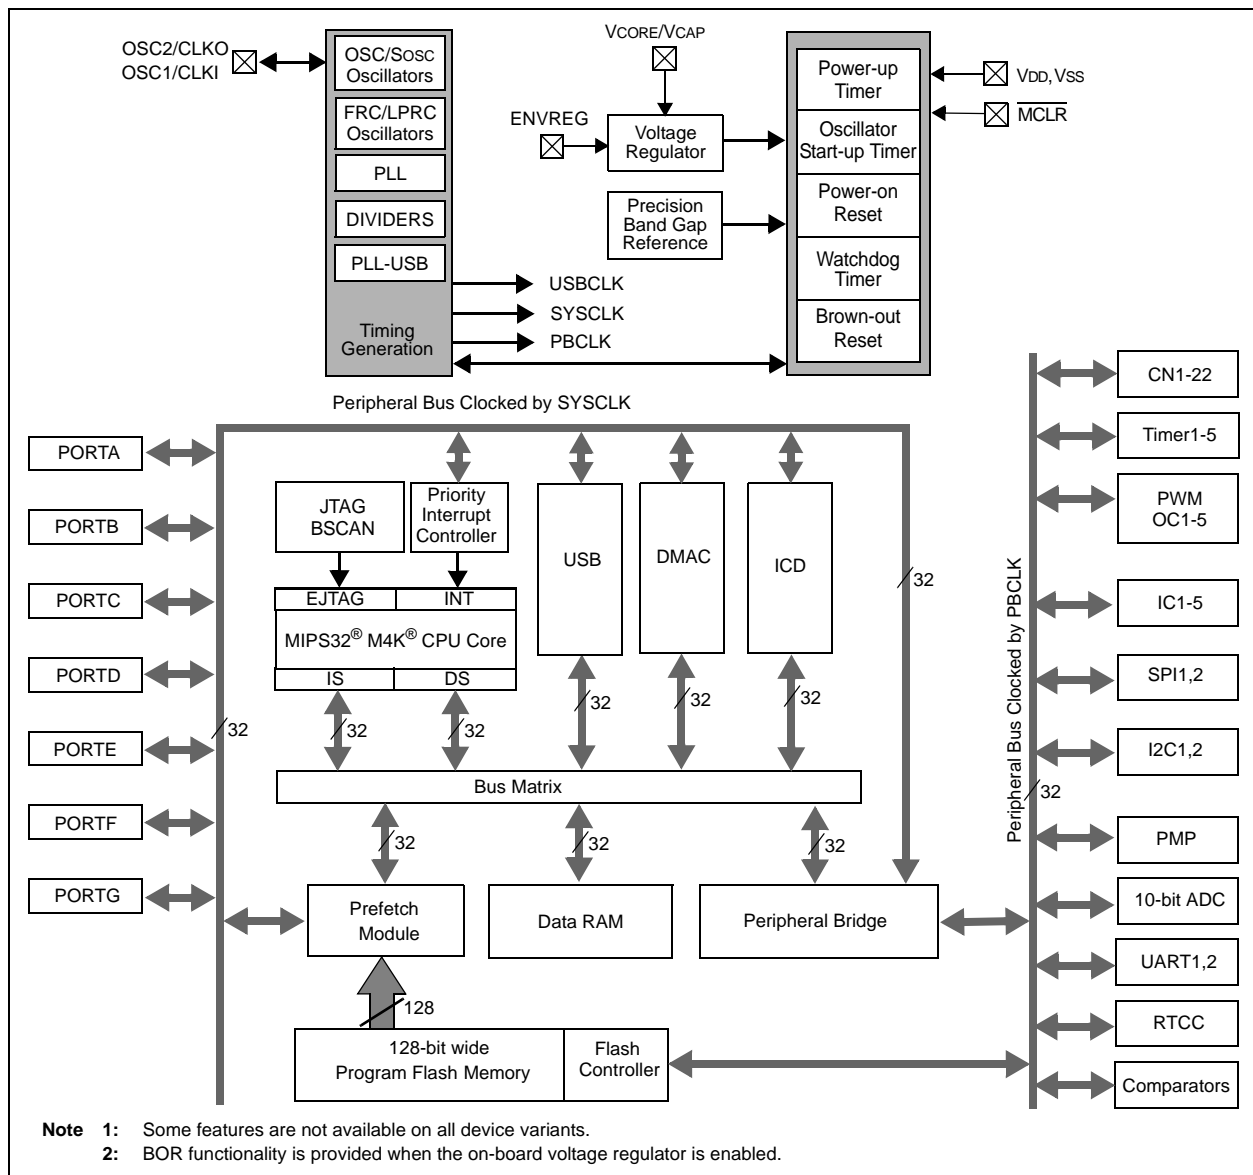 OSC2/CLKO
OSC1/CLKI
OSC/SOSC
Oscillators
FRC/LPRC
Oscillators
PLL
DIVIDERS
PLL-USB
Timing
Generation
USBCLK
SYSCLK
PBCLK
VCORE/VCAP
ENVREG
Voltage
Regulator
Precision
Band Gap
Reference
Power-up
Timer
Oscillator
Start-up Timer
Power-on
Reset
Watchdog
Timer
Brown-out
Reset
VDD, VSS
MCLR
Peripheral Bus Clocked by SYSCLK
PORTA
PORTB
PORTC
PORTD
PORTE
PORTF
PORTG
32
JTAG
BSCAN
Priority
Interrupt
Controller
EJTAG
INT
MIPS32® M4K® CPU Core
IS
DS
USB
DMAC
ICD
32
32
32
32
32
32
Bus Matrix
32
32
32
Prefetch
Module
Data RAM
Peripheral Bridge
128
128-bit wide
Program Flash Memory
Flash
Controller
Peripheral Bus Clocked by PBCLK
32
CN1-22
Timer1-5
PWM
OC1-5
IC1-5
SPI1,2
I2C1,2
PMP
10-bit ADC
UART1,2
RTCC
Comparators
Note 1: Some features are not available on all device variants.
2: BOR functionality is provided when the on-board voltage regulator is enabled.